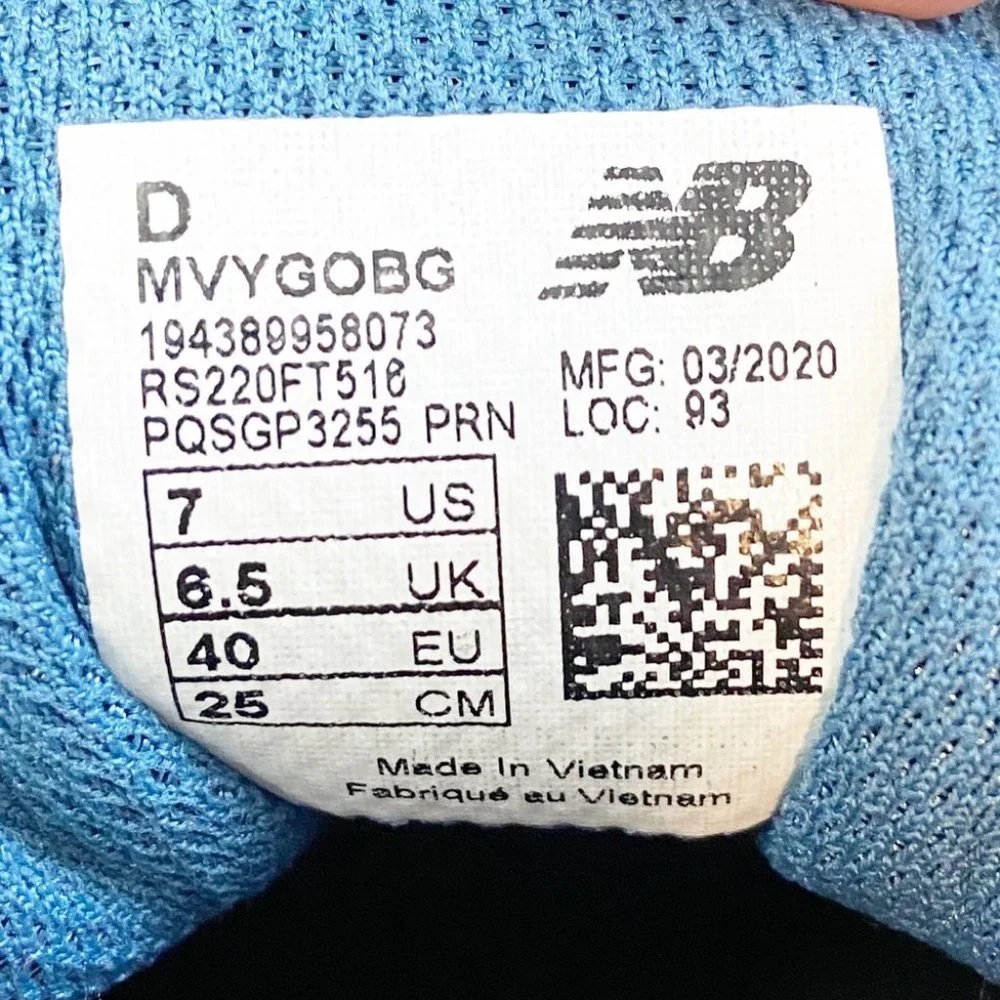 D
NB
MVYGOBG
194389958073
RS220FT516
PQSGP3255 PRN
MFG: 03/2020
LOC: 93
7 US
6.5 UK
40 EU
25 CM
Made In Vietnam
Fabriqué au Vietnam